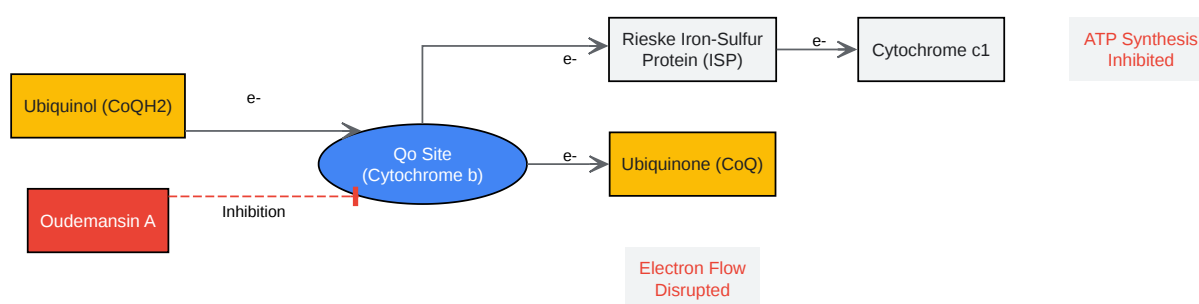 Rieske Iron-Sulfur
Protein (ISP)
e-
e-
Cytochrome c1
ATP Synthesis
Inhibited
Ubiquinol (CoQH2)
e-
Qo Site
(Cytochrome b)
e-
Ubiquinone (CoQ)
Oudemansin A
Inhibition
Electron Flow
Disrupted